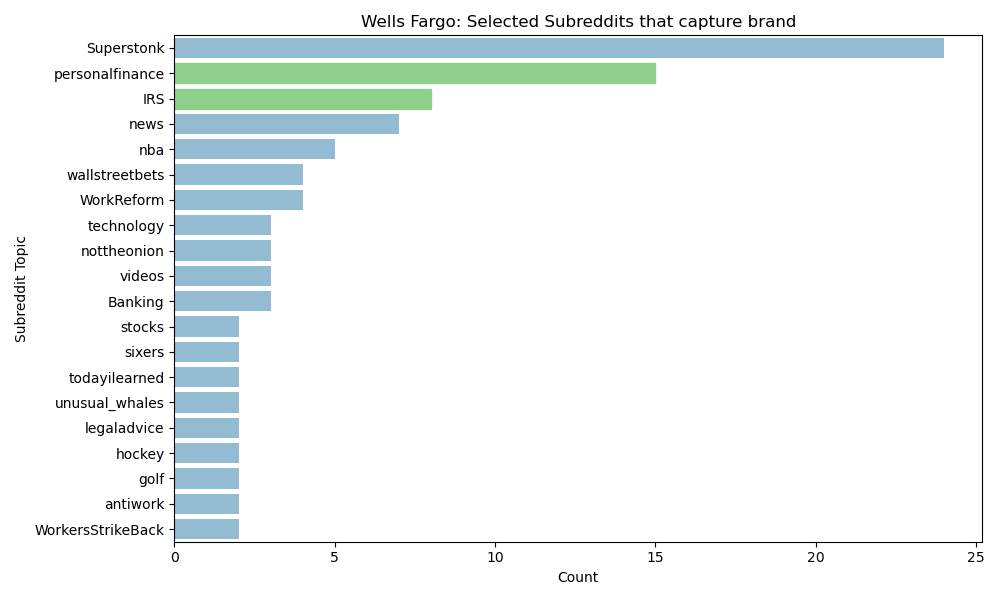 Wells Fargo: Selected Subreddits that capture brand
Subreddit Topic
Superstonk
personalfinance
IRS
news
nba
wallstreetbets
WorkReform
technology
nottheonion
videos
Banking
stocks
sixers
todayilearned
unusual_whales
legaladvice
hockey
golf
antiwork
WorkersStrikeBack
0 5 10 15 20 25
Count